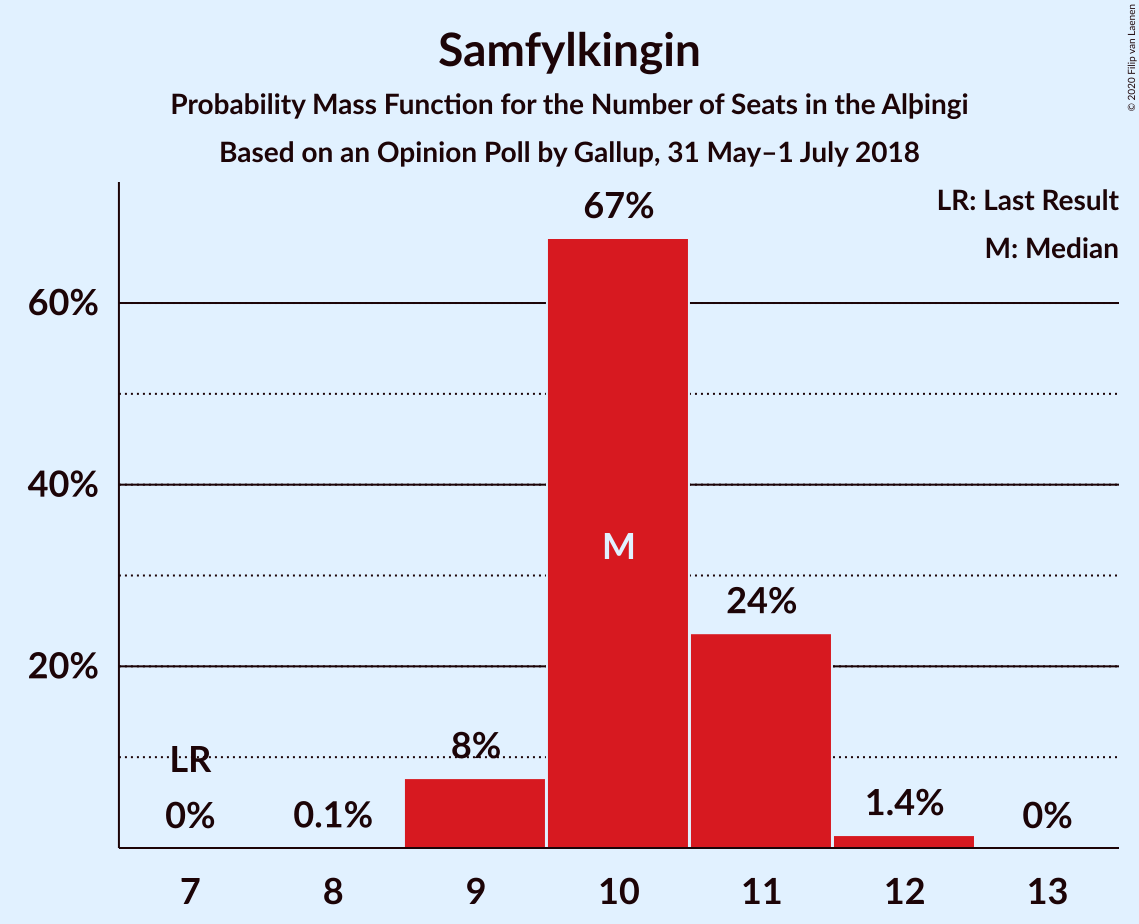 Samfylkingin
Probability Mass Function for the Number of Seats in the Alþingi
Based on an Opinion Poll by Gallup, 31 May–1 July 2018
© 2020 Filip van Laenen
LR: Last Result
M: Median
67%
60%
40%
M
24%
20%
8%
LR
0%
0.1%
1.4%
0%
7 8 9 10 11 12 13